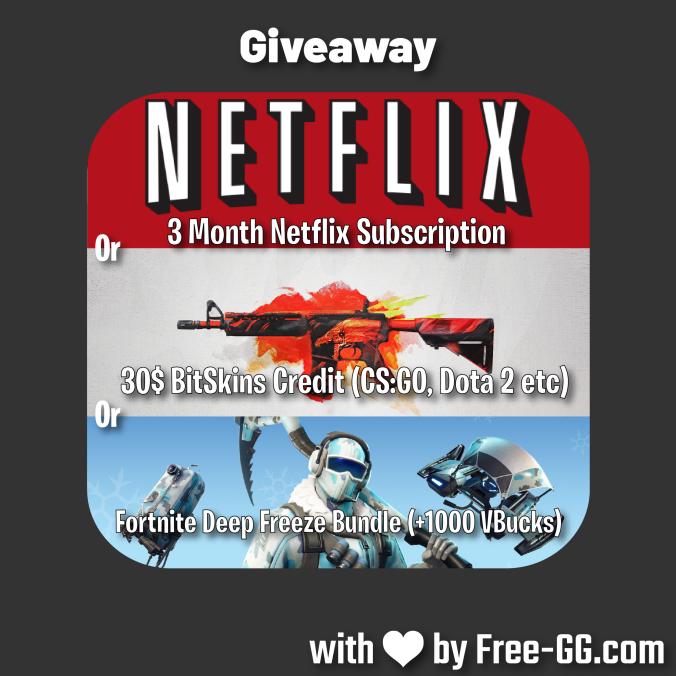 Giveaway
NETFLIX
3 Month Netflix Subscription
Or
30$ BitSkins Credit (CS:GO, Dota 2 etc)
Or
Fortnite Deep Freeze Bundle (+1000 VBucks)
with ♥ by Free-GG.com